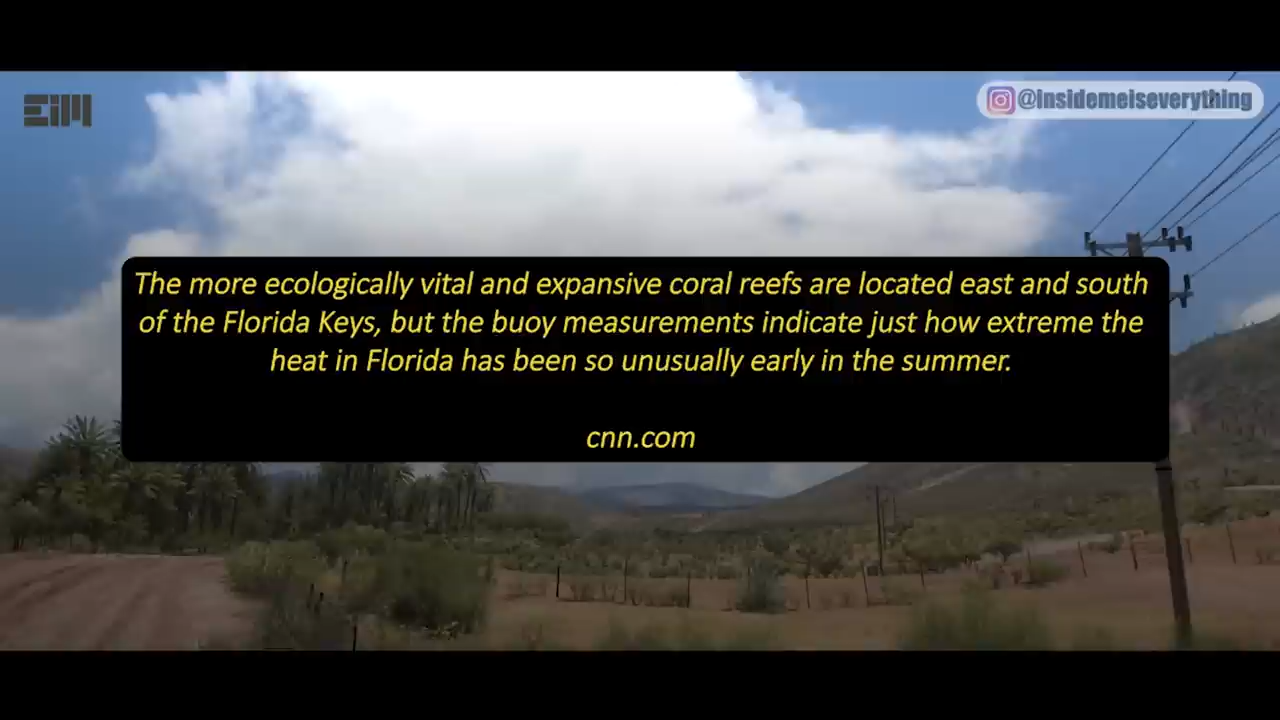 EiM
@insidemeiseverything
The more ecologically vital and expansive coral reefs are located east and south
of the Florida Keys, but the buoy measurements indicate just how extreme the
heat in Florida has been so unusually early in the summer.
cnn.com